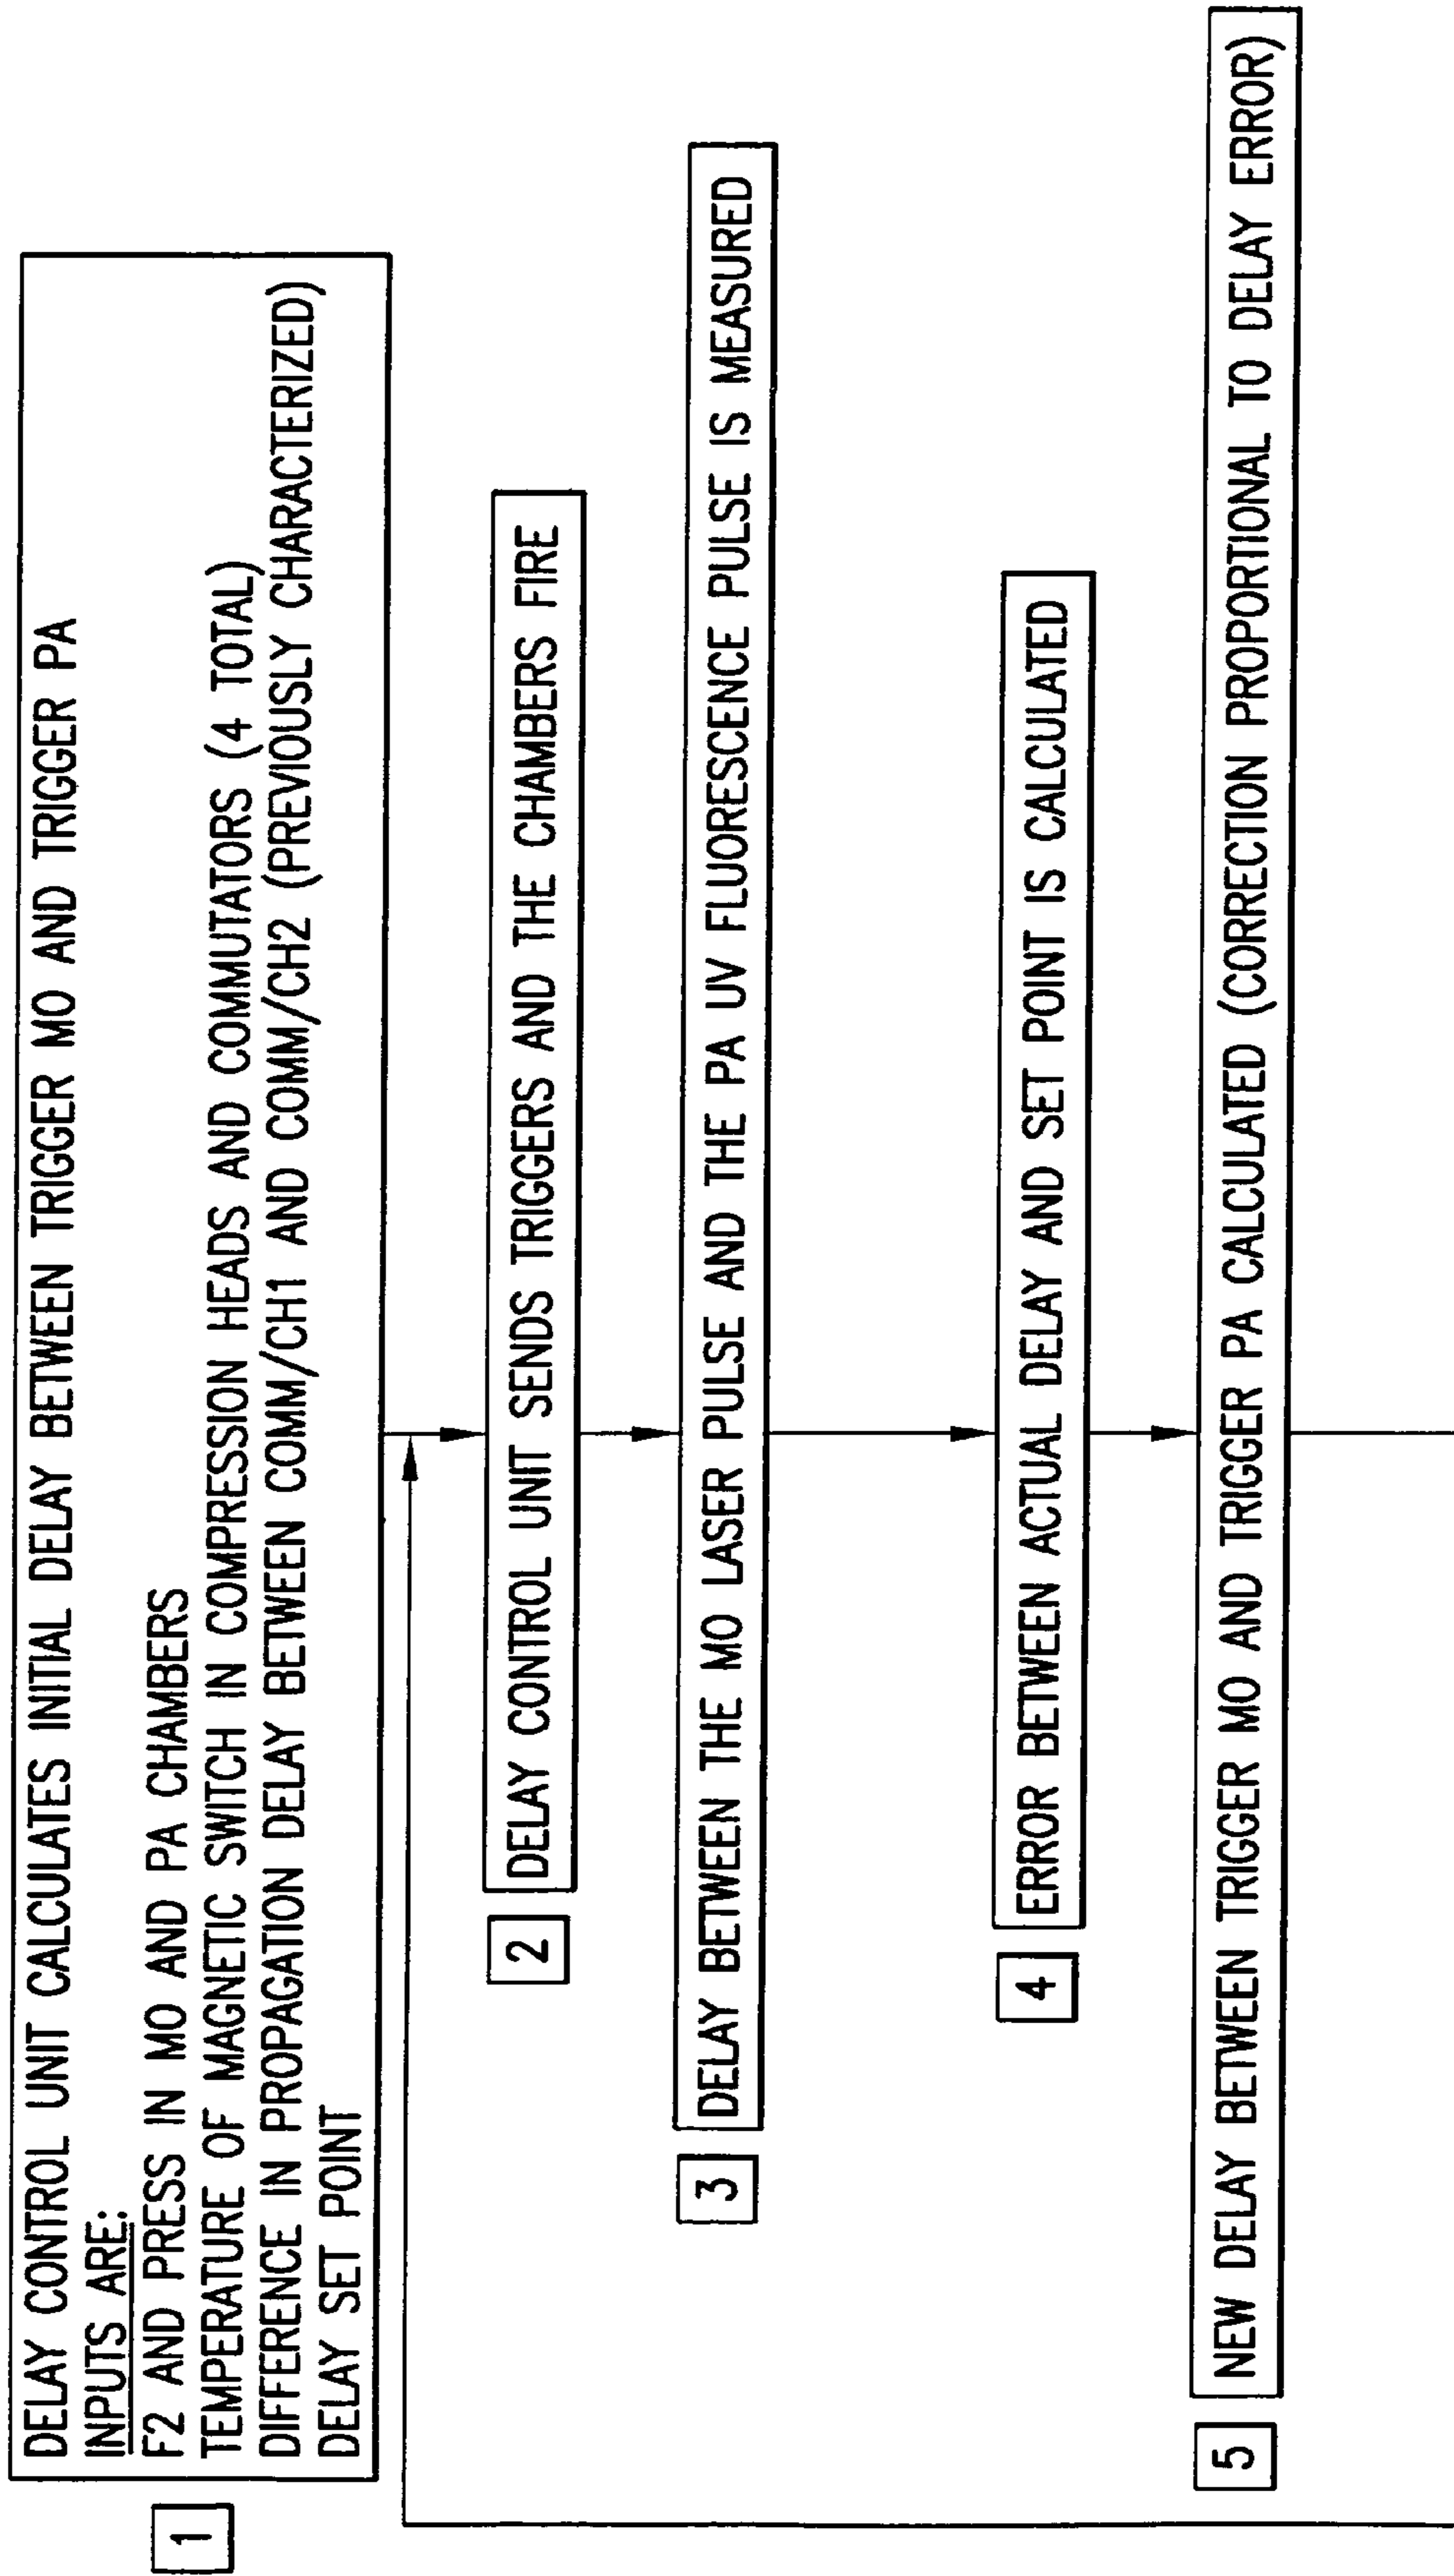 1
DELAY CONTROL UNIT CALCULATES INITIAL DELAY BETWEEN TRIGGER MO AND TRIGGER PA
INPUTS ARE:
F2 AND PRESS IN MO AND PA CHAMBERS
TEMPERATURE OF MAGNETIC SWITCH IN COMPRESSION HEADS AND COMMUTATORS (4 TOTAL)
DIFFERENCE IN PROPAGATION DELAY BETWEEN COMM/CH1 AND COMM/CH2 (PREVIOUSLY CHARACTERIZED)
DELAY SET POINT
2
DELAY CONTROL UNIT SENDS TRIGGERS AND THE CHAMBERS FIRE
3
DELAY BETWEEN THE MO LASER PULSE AND THE PA UV FLUORESCENCE PULSE IS MEASURED
4
ERROR BETWEEN ACTUAL DELAY AND SET POINT IS CALCULATED
5
NEW DELAY BETWEEN TRIGGER MO AND TRIGGER PA CALCULATED (CORRECTION PROPORTIONAL TO DELAY ERROR)